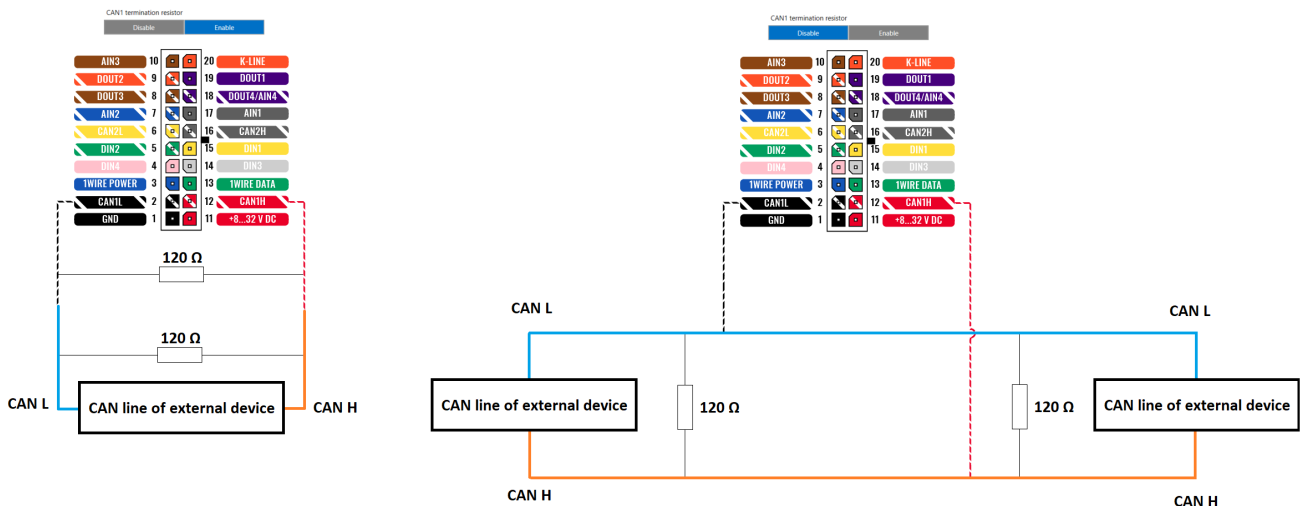 CAN1 termination resistor
Disable Enable
AIN3 10 20 K-LINE
DOUT2 9 19 DOUT1
DOUT3 8 18 DOUT4/AIN4
AIN2 7 17 AIN1
CAN2L 6 16 CAN2H
DIN2 5 15 DIN1
DIN4 4 14 DIN3
1WIRE POWER 3 13 1WIRE DATA
CAN1L 2 12 CAN1H
GND 1 11 +8...32 V DC
120 Ω
120 Ω
CAN L
CAN line of external device
CAN H
CAN1 termination resistor
Disable Enable
AIN3 10 20 K-LINE
DOUT2 9 19 DOUT1
DOUT3 8 18 DOUT4/AIN4
AIN2 7 17 AIN1
CAN2L 6 16 CAN2H
DIN2 5 15 DIN1
DIN4 4 14 DIN3
1WIRE POWER 3 13 1WIRE DATA
CAN1L 2 12 CAN1H
GND 1 11 +8...32 V DC
CAN L
CAN L
CAN line of external device
120 Ω
120 Ω
CAN line of external device
CAN H
CAN H